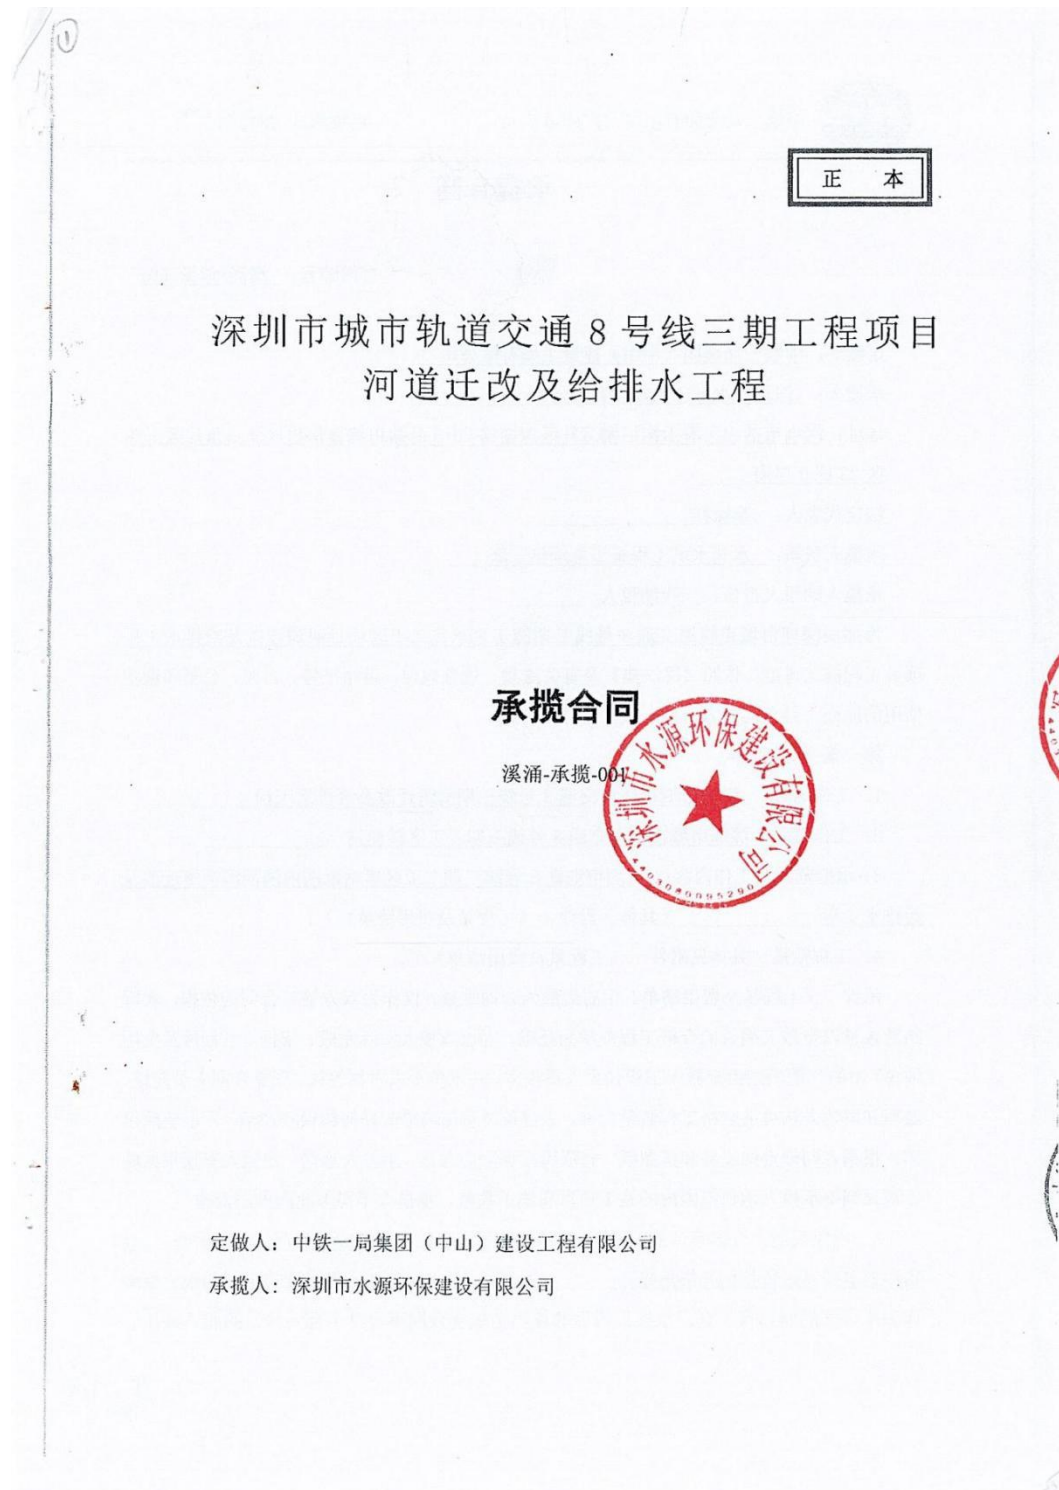 ①
正 本
深圳市城市轨道交通 8 号线三期工程项目
河道迁改及给排水工程
承揽合同
溪涌-承揽-001
深圳市水源环保建设有限公司
定做人：中铁一局集团（中山）建设工程有限公司
承揽人：深圳市水源环保建设有限公司